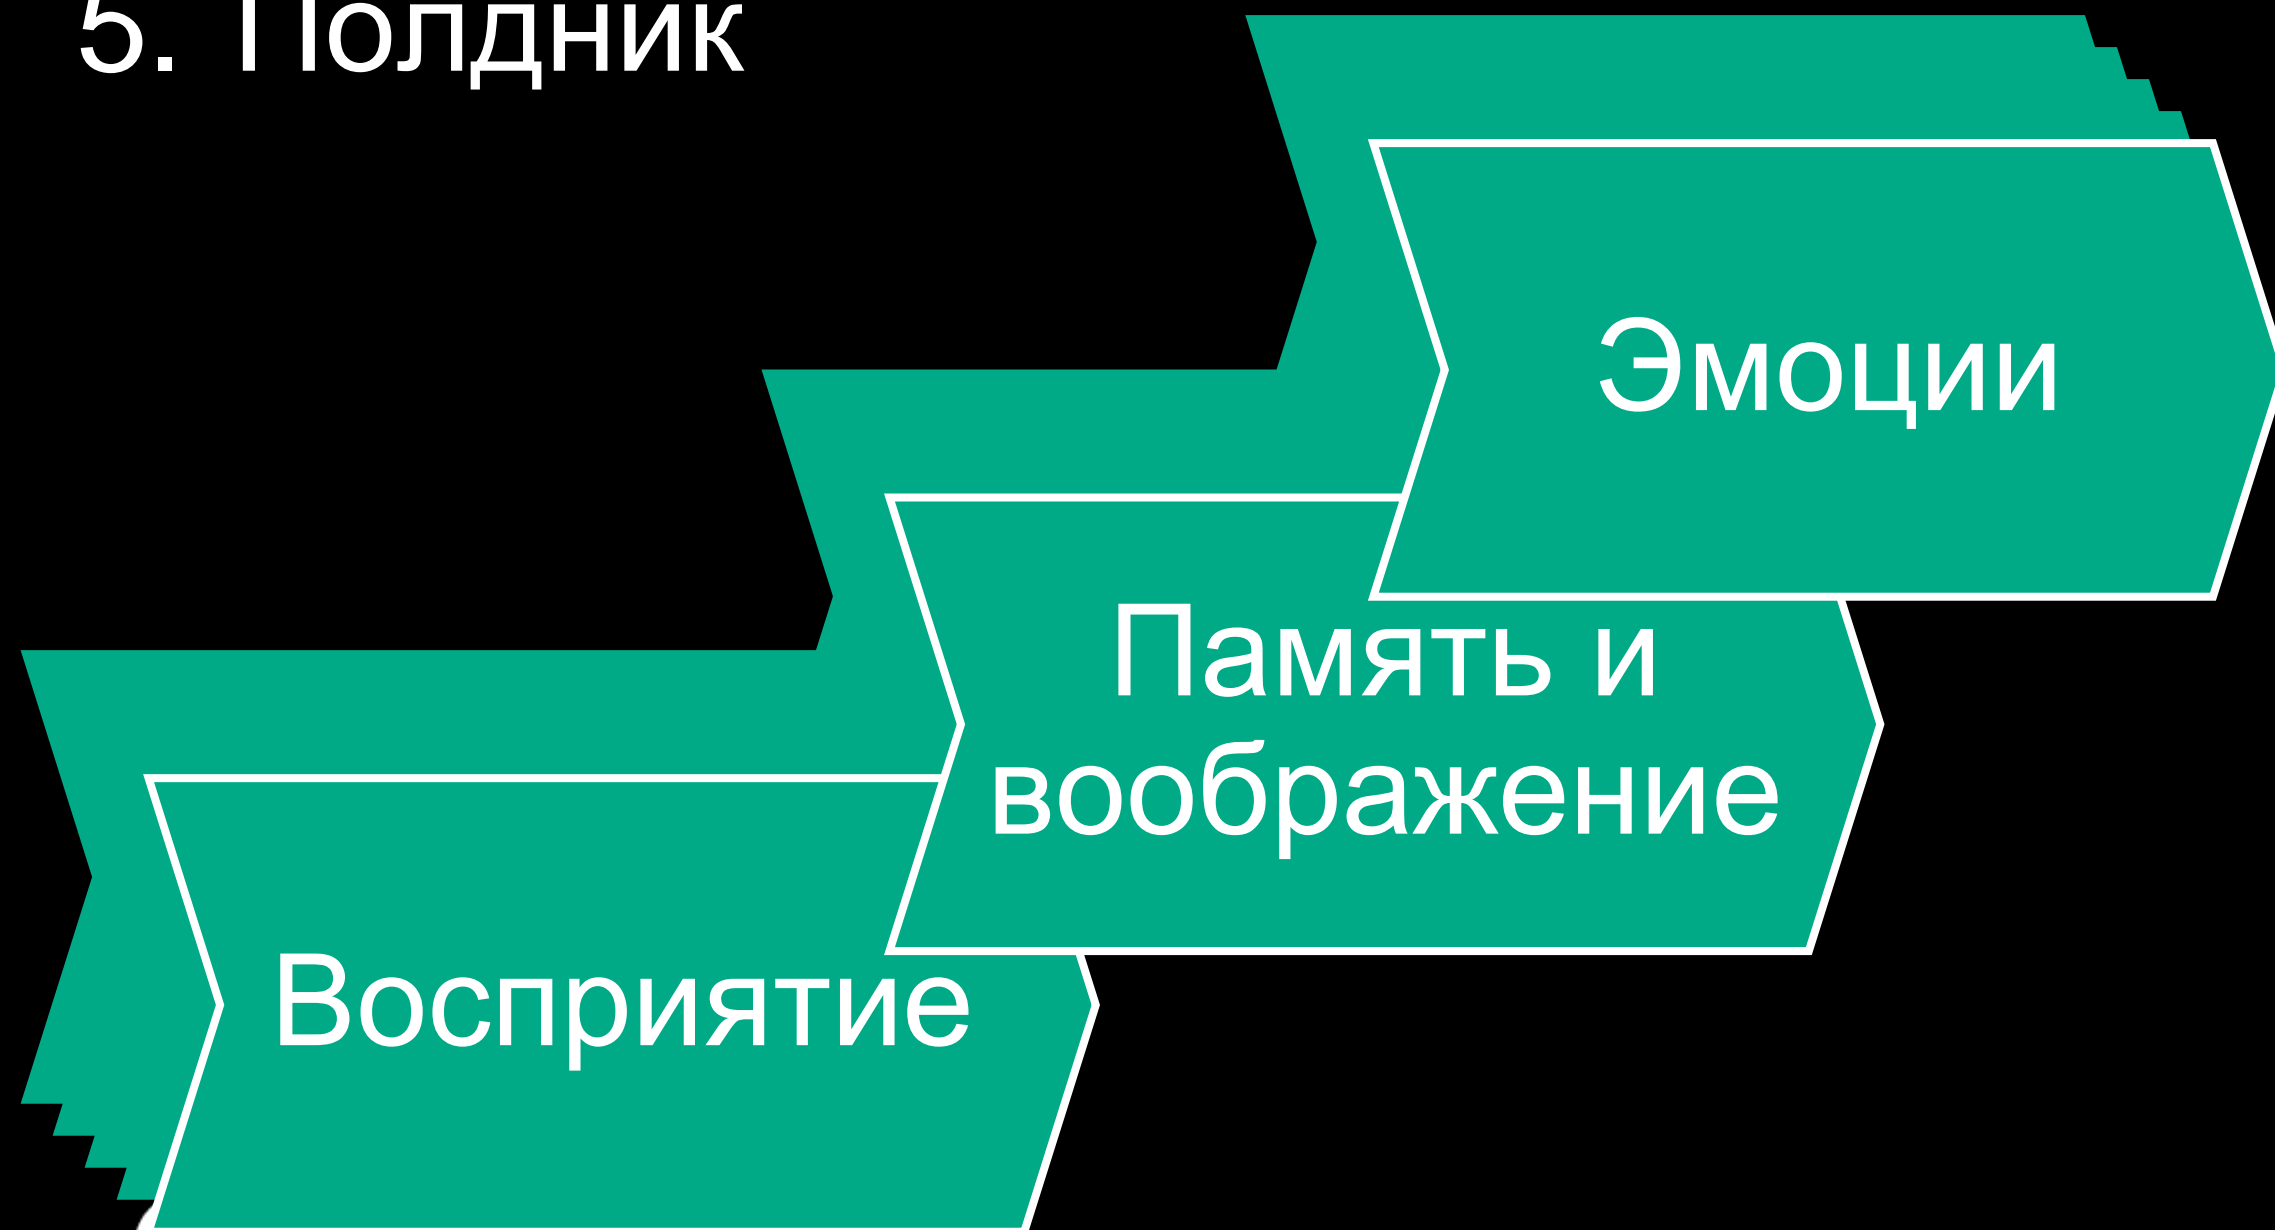 5. Полдник
Эмоции
Память и
воображение
Восприятие